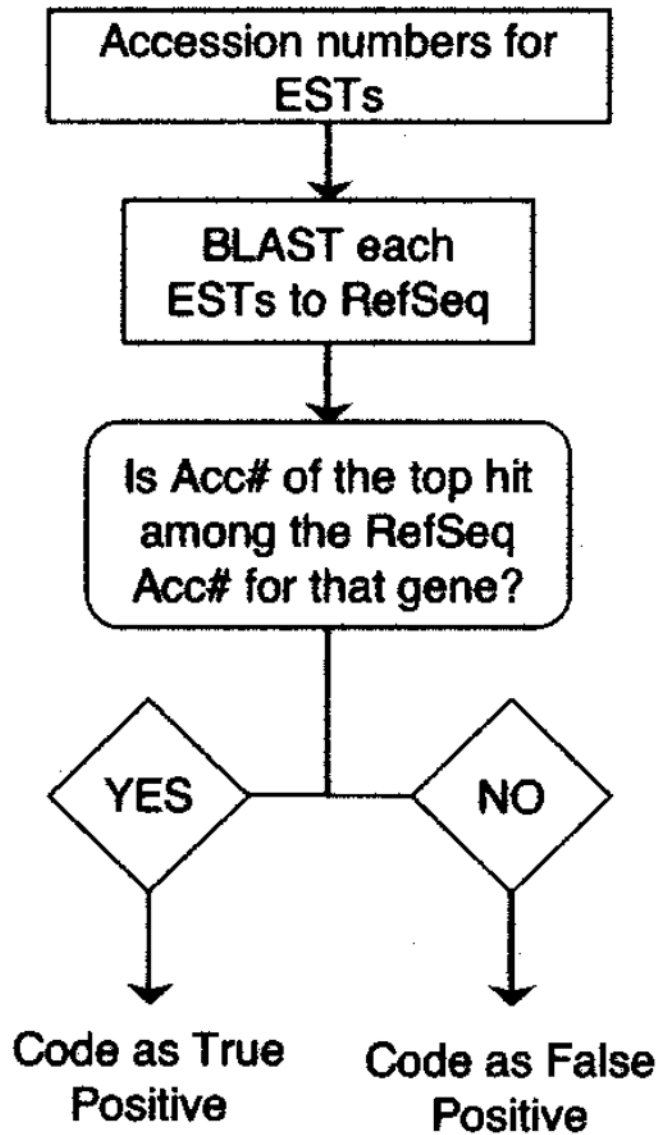 Accession numbers for
ESTs
BLAST each
ESTs to RefSeq
Is Acc# of the top hit
among the RefSeq
Acc# for that gene?
YES
NO
Code as True
Positive
Code as False
Positive